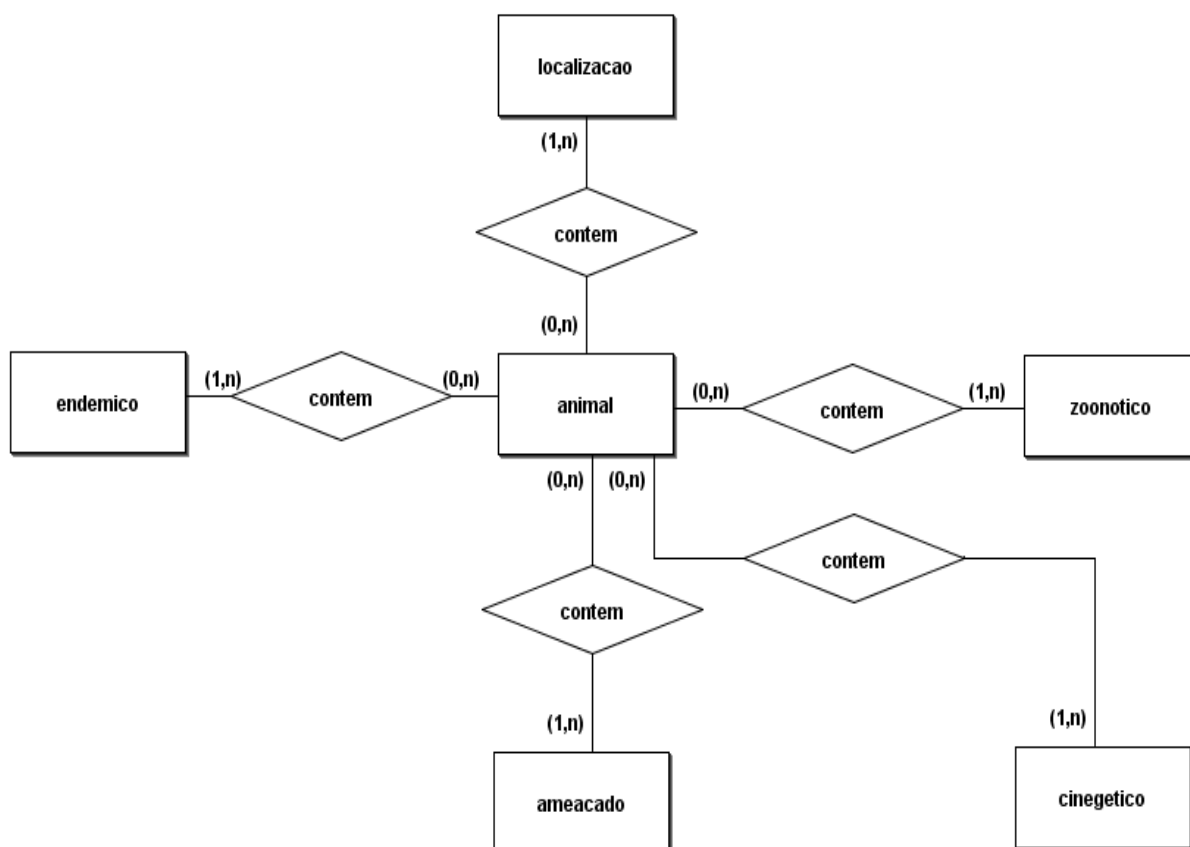 localizacao
(1,n)
contem
(0,n)
endemico
(1,n)
contem
(0,n)
animal
(0,n)
contem
(1,n)
zoonotico
(0,n)
(0,n)
contem
contem
(1,n)
(1,n)
ameacado
cinegetico